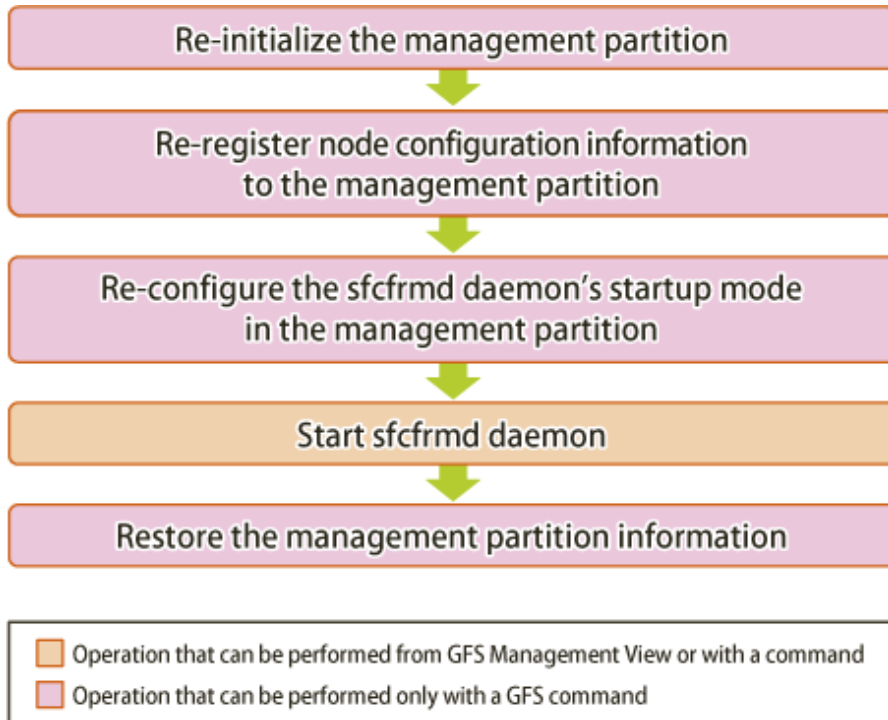 Re-initialize the management partition
Re-register node configuration information
to the management partition
Re-configure the sfcfrmd daemon's startup mode
in the management partition
Start sfcfrmd daemon
Restore the management partition information
Operation that can be performed from GFS Management View or with a command
Operation that can be performed only with a GFS command